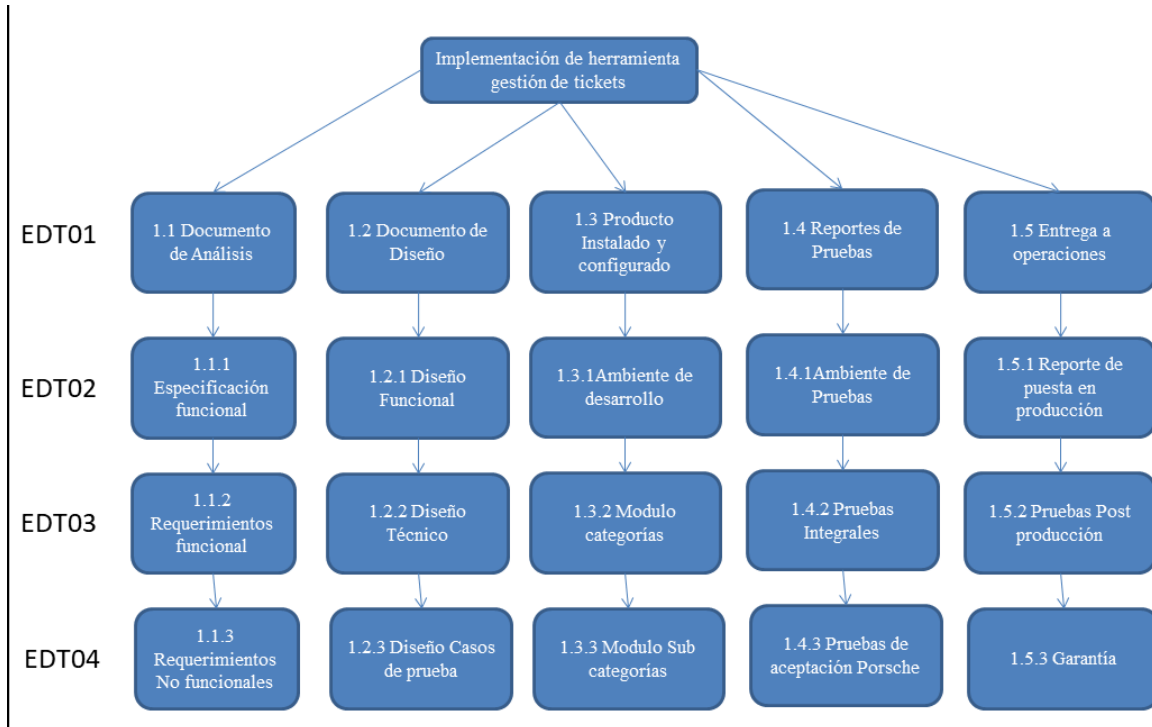 Implementación de herramienta
gestión de tickets
EDT01
1.1 Documento
de Análisis
1.2 Documento de
Diseño
1.3 Producto
Instalado y
configurado
1.4 Reportes de
Pruebas
1.5 Entrega a
operaciones
EDT02
1.1.1
Especificación
funcional
1.2.1 Diseño
Funcional
1.3.1Ambiente de
desarrollo
1.4.1Ambiente de
Pruebas
1.5.1 Reporte de
puesta en
producción
EDT03
1.1.2
Requerimientos
funcional
1.2.2 Diseño
Técnico
1.3.2 Modulo
categorías
1.4.2 Pruebas
Integrales
1.5.2 Pruebas Post
producción
EDT04
1.1.3
Requerimientos
No funcionales
1.2.3 Diseño Casos
de prueba
1.3.3 Modulo Sub
categorías
1.4.3 Pruebas de
aceptación Porsche
1.5.3 Garantía